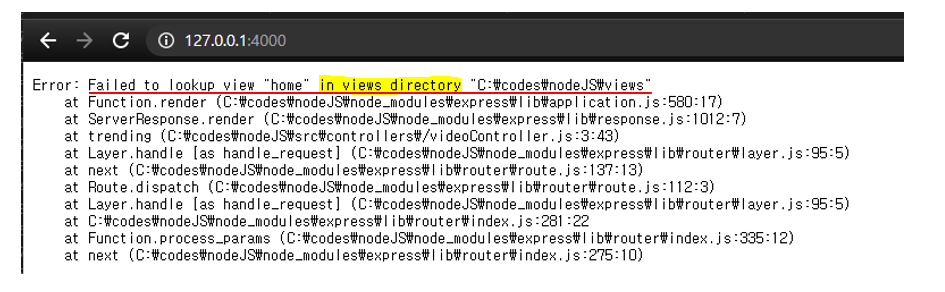 127.0.0.1:4000
Error: Failed to lookup view "home" in views directory "C:₩codes₩nodeJS₩views"
at Function.render (C:₩codes₩nodeJS₩node_modules₩express₩lib₩application.js:580:17)
at ServerResponse.render (C:₩codes₩nodeJS₩node_modules₩express₩lib₩response.js:1012:7)
at trending (C:₩codes₩nodeJS₩src₩controllers₩/videoController.js:3:43)
at Layer.handle [as handle_request] (C:₩codes₩nodeJS₩node_modules₩express₩lib₩router₩layer.js:95:5)
at next (C:₩codes₩nodeJS₩node_modules₩express₩lib₩router₩route.js:137:13)
at Route.dispatch (C:₩codes₩nodeJS₩node_modules₩express₩lib₩router₩route.js:112:3)
at Layer.handle [as handle_request] (C:₩codes₩nodeJS₩node_modules₩express₩lib₩router₩layer.js:95:5)
at C:₩codes₩nodeJS₩node_modules₩express₩lib₩router₩index.js:281:22
at Function.process_params (C:₩codes₩nodeJS₩node_modules₩express₩lib₩router₩index.js:335:12)
at next (C:₩codes₩nodeJS₩node_modules₩express₩lib₩router₩index.js:275:10)